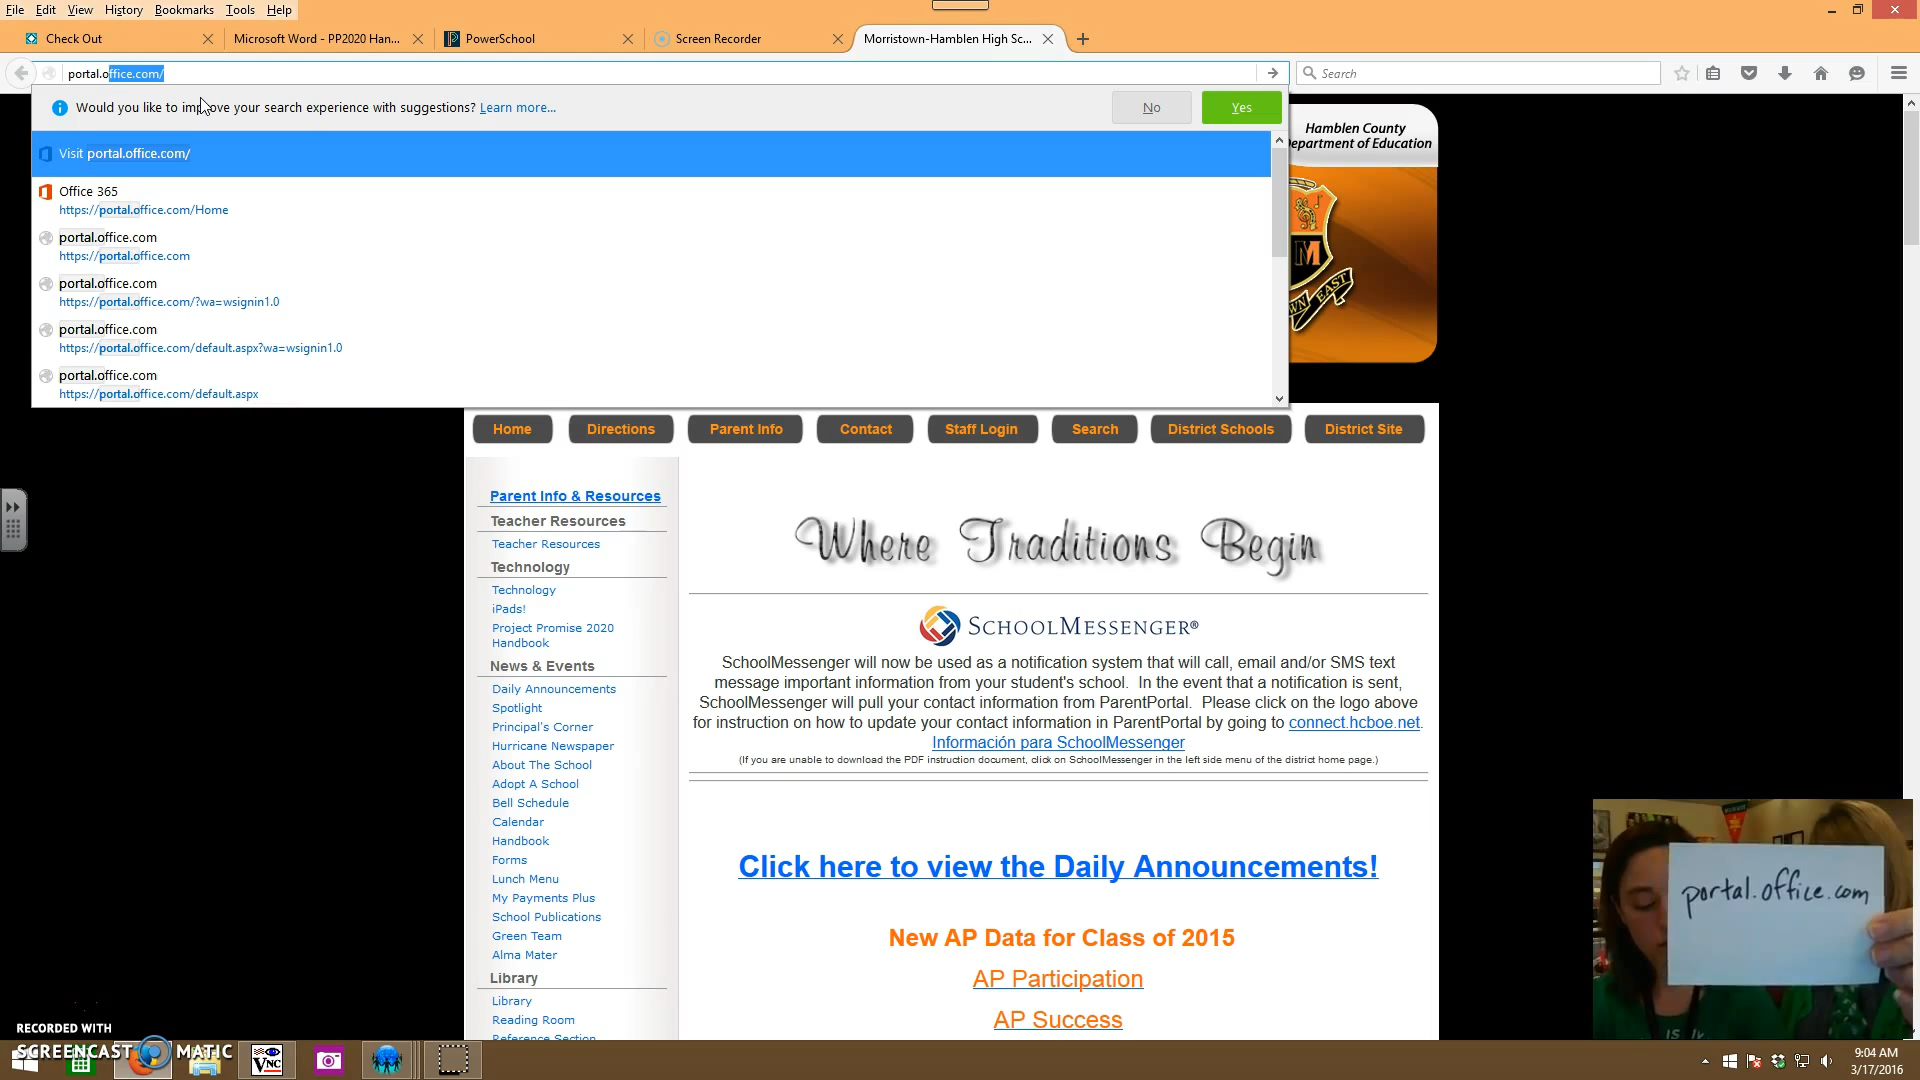 File Edit View History Bookmarks Tools Help
Check Out
Microsoft Word - PP2020 Han...
PowerSchool
Screen Recorder
Morristown-Hamblen High Sc...
portal.office.com/
Search
Would you like to improve your search experience with suggestions? Learn more...
No
Yes
Visit portal.office.com/
Office 365
https://portal.office.com/Home
portal.office.com
https://portal.office.com
portal.office.com
https://portal.office.com/?wa=wsignin1.0
portal.office.com
https://portal.office.com/default.aspx?wa=wsignin1.0
portal.office.com
https://portal.office.com/default.aspx
Hamblen County
Department of Education
M
WN EAST
Home
Directions
Parent Info
Contact
Staff Login
Search
District Schools
District Site
Parent Info & Resources
Teacher Resources
Teacher Resources
Technology
Technology
iPads!
Project Promise 2020
Handbook
News & Events
Daily Announcements
Spotlight
Principal's Corner
Hurricane Newspaper
About The School
Adopt A School
Bell Schedule
Calendar
Handbook
Forms
Lunch Menu
My Payments Plus
School Publications
Green Team
Alma Mater
Library
Library
Reading Room
Reference Section
Where Traditions Begin
SCHOOLMESSENGER®
SchoolMessenger will now be used as a notification system that will call, email and/or SMS text
message important information from your student's school. In the event that a notification is sent,
SchoolMessenger will pull your contact information from ParentPortal. Please click on the logo above
for instruction on how to update your contact information in ParentPortal by going to connect.hcboe.net.
Información para SchoolMessenger
(If you are unable to download the PDF instruction document, click on SchoolMessenger in the left side menu of the district home page.)
Click here to view the Daily Announcements!
New AP Data for Class of 2015
AP Participation
AP Success
portal.office.com
RECORDED WITH
SCREENCAST MATIC
VNC
9:04 AM
3/17/2016